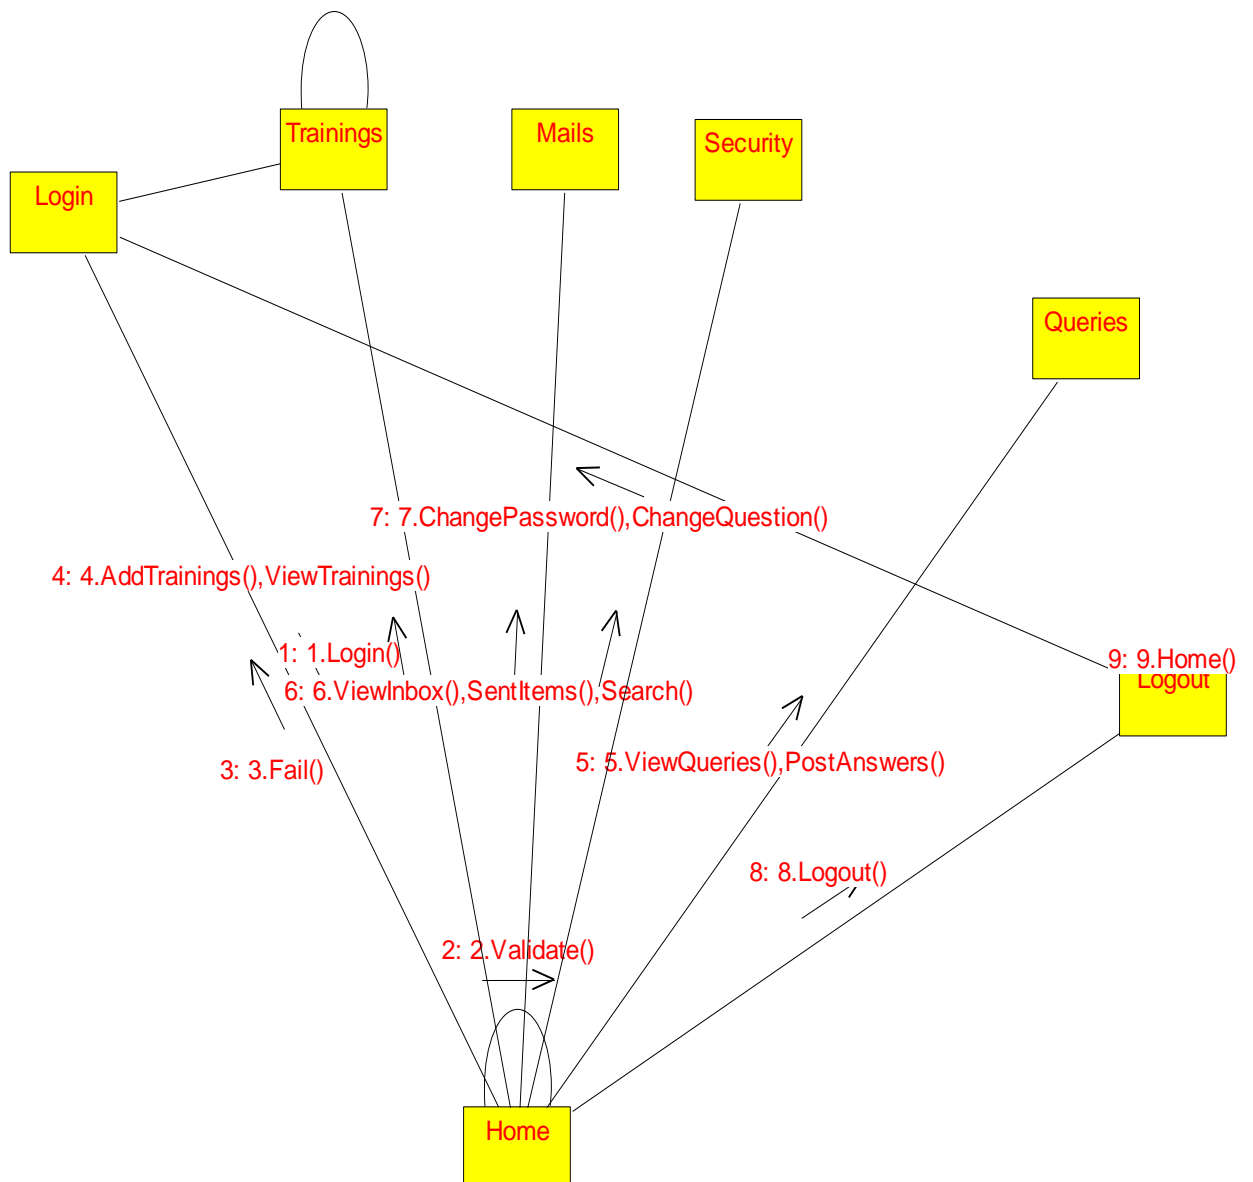 Trainings
Mails
Security
Login
Queries
7: 7.ChangePassword(),ChangeQuestion()
4: 4.AddTrainings(),ViewTrainings()
1: 1.Login()
9: 9.Home()
Logout
6: 6.ViewInbox(),SentItems(),Search()
3: 3.Fail()
5: 5.ViewQueries(),PostAnswers()
8: 8.Logout()
2: 2.Validate()
Home